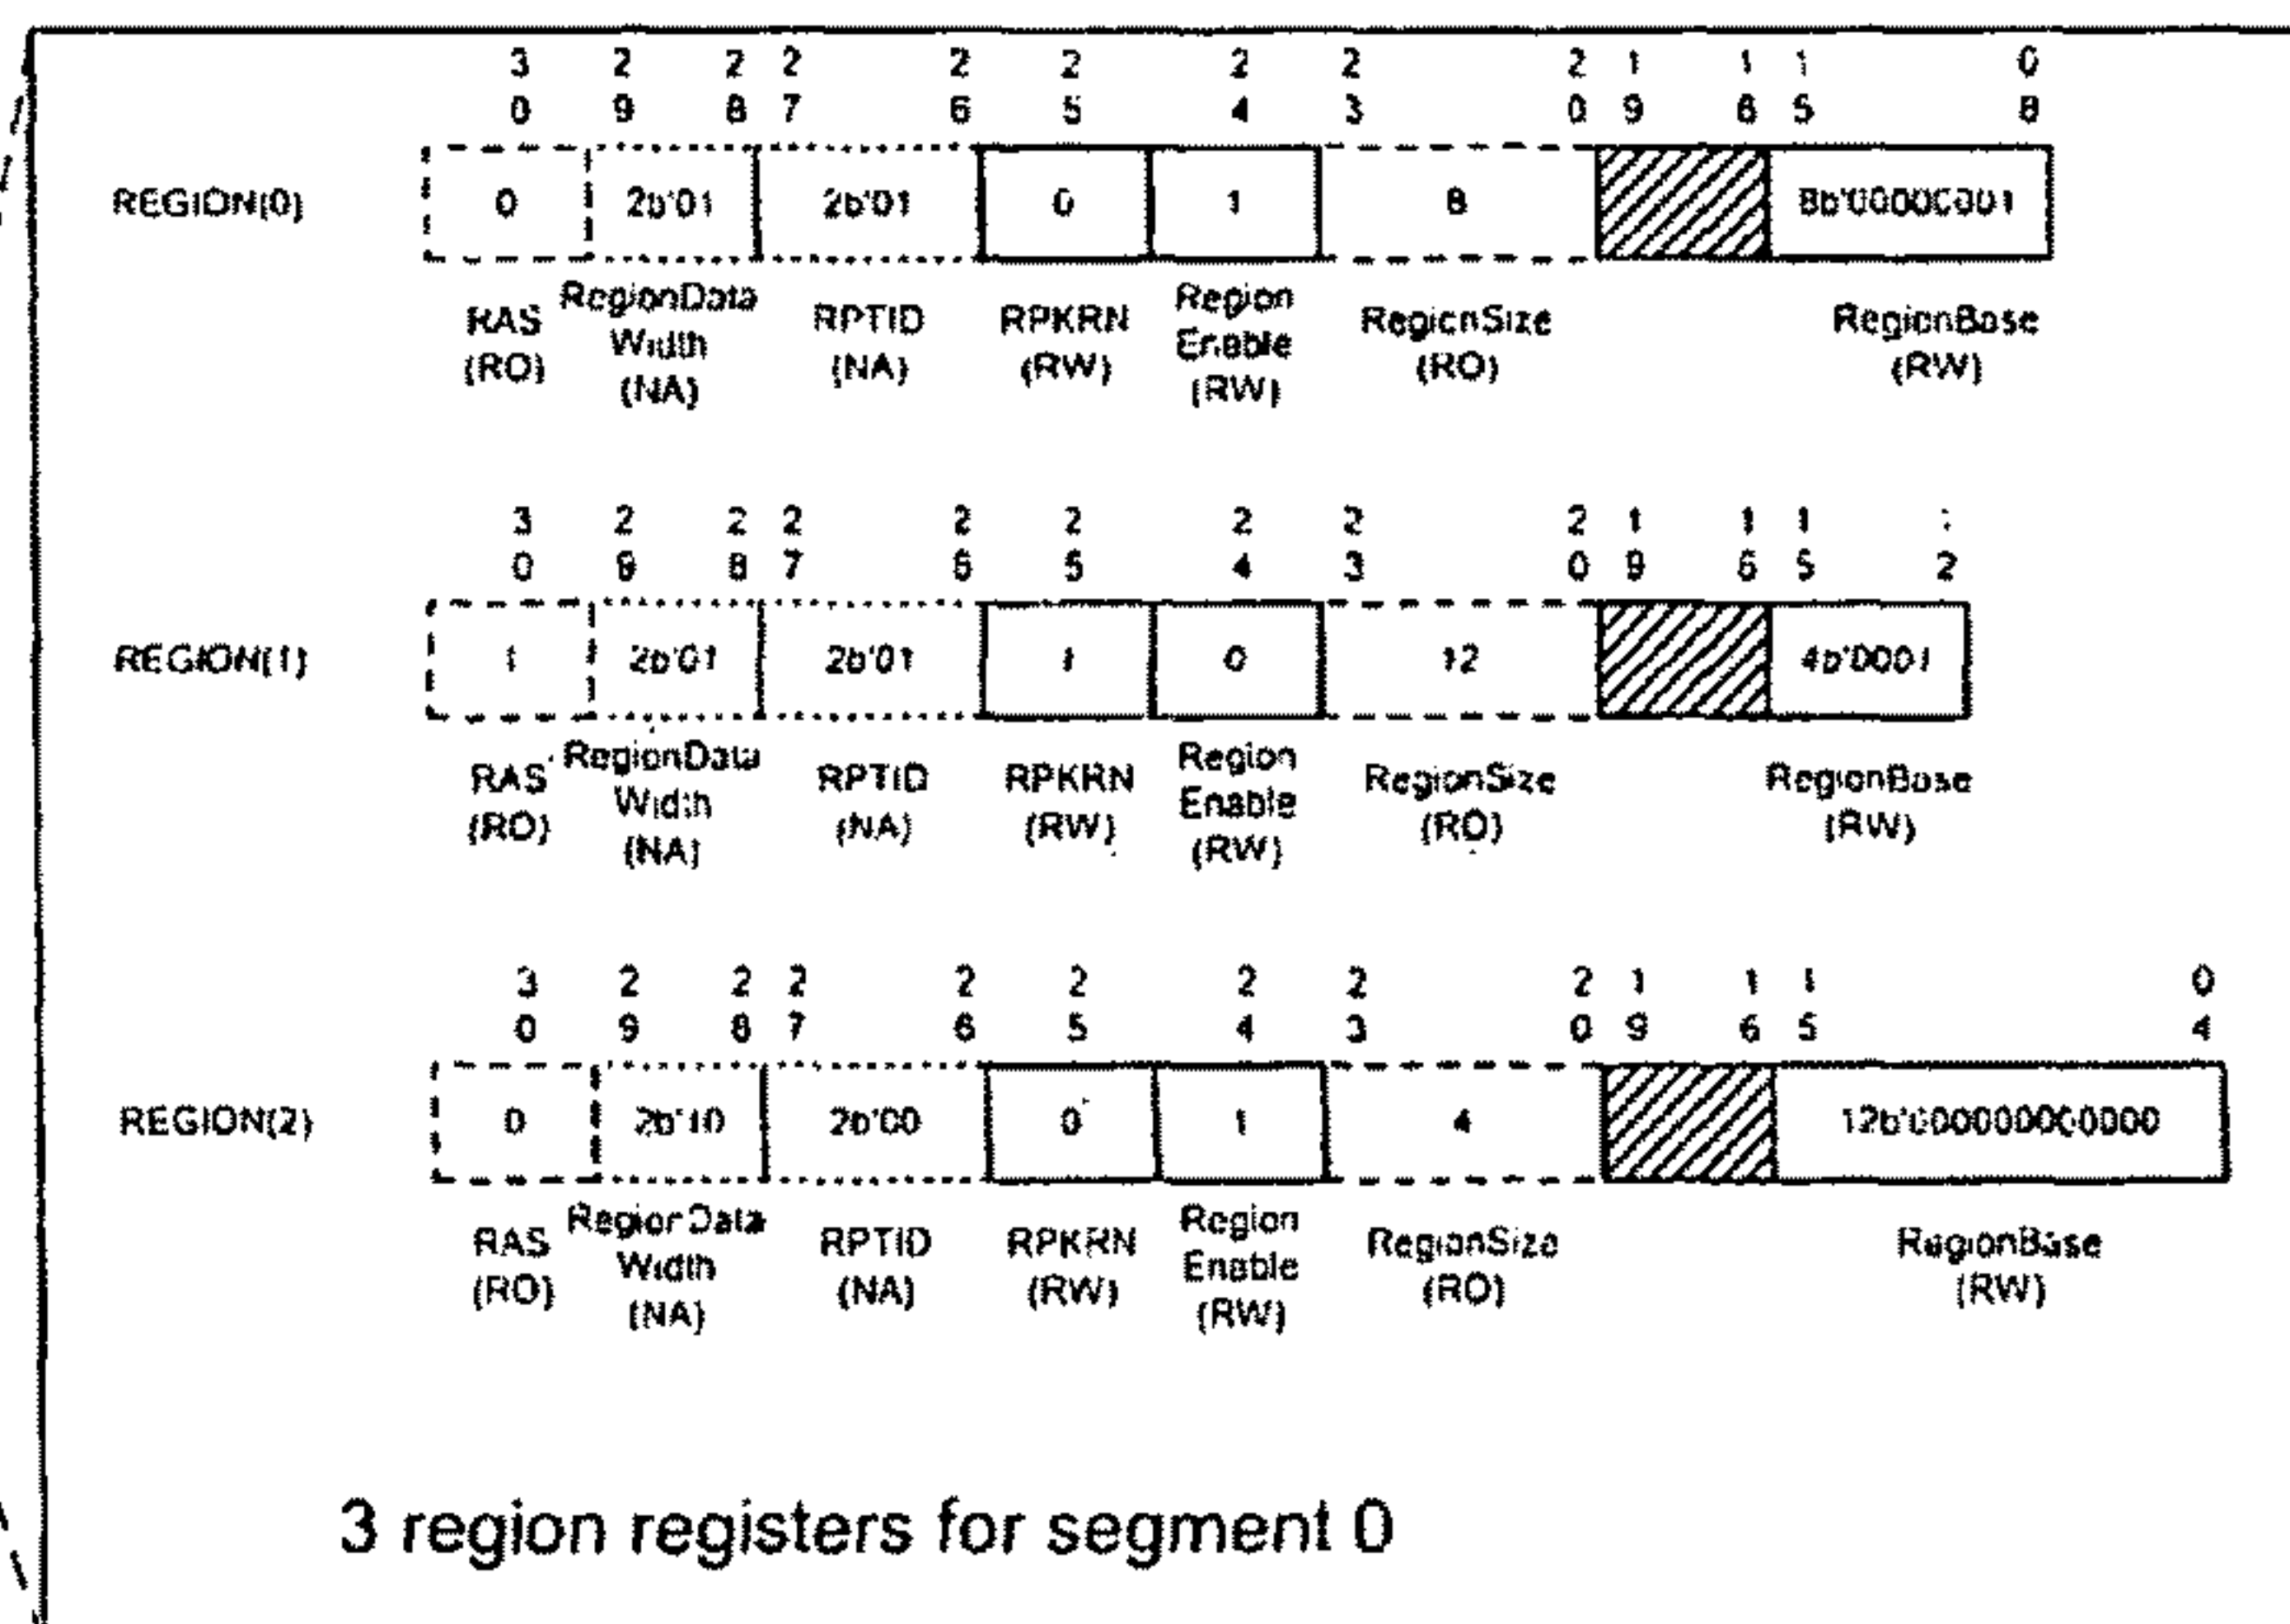 3 2 2 2 2 2 2 2 2 1 1 1 0
0 9 8 7 6 5 4 3 0 9 6 5 8
REGION(0) 0 2b'01 2b'01 0 1 8 8b'00000001
RAS (RO) RegionData Width (NA) RPTID (NA) RPKRN (RW) Region Enable (RW) RegionSize (RO) RegionBase (RW)
3 2 2 2 2 2 2 2 2 1 1 1 1
0 9 8 7 6 5 4 3 0 9 6 5 2
REGION(1) 1 2b'01 2b'01 1 0 12 4b'0001
RAS (RO) RegionData Width (NA) RPTID (NA) RPKRN (RW) Region Enable (RW) RegionSize (RO) RegionBase (RW)
3 2 2 2 2 2 2 2 2 1 1 1 0
0 9 8 7 6 5 4 3 0 9 6 5 4
REGION(2) 0 2b'10 2b'00 0 1 4 12b'000000000000
RAS (RO) RegionData Width (NA) RPTID (NA) RPKRN (RW) Region Enable (RW) RegionSize (RO) RegionBase (RW)
3 region registers for segment 0